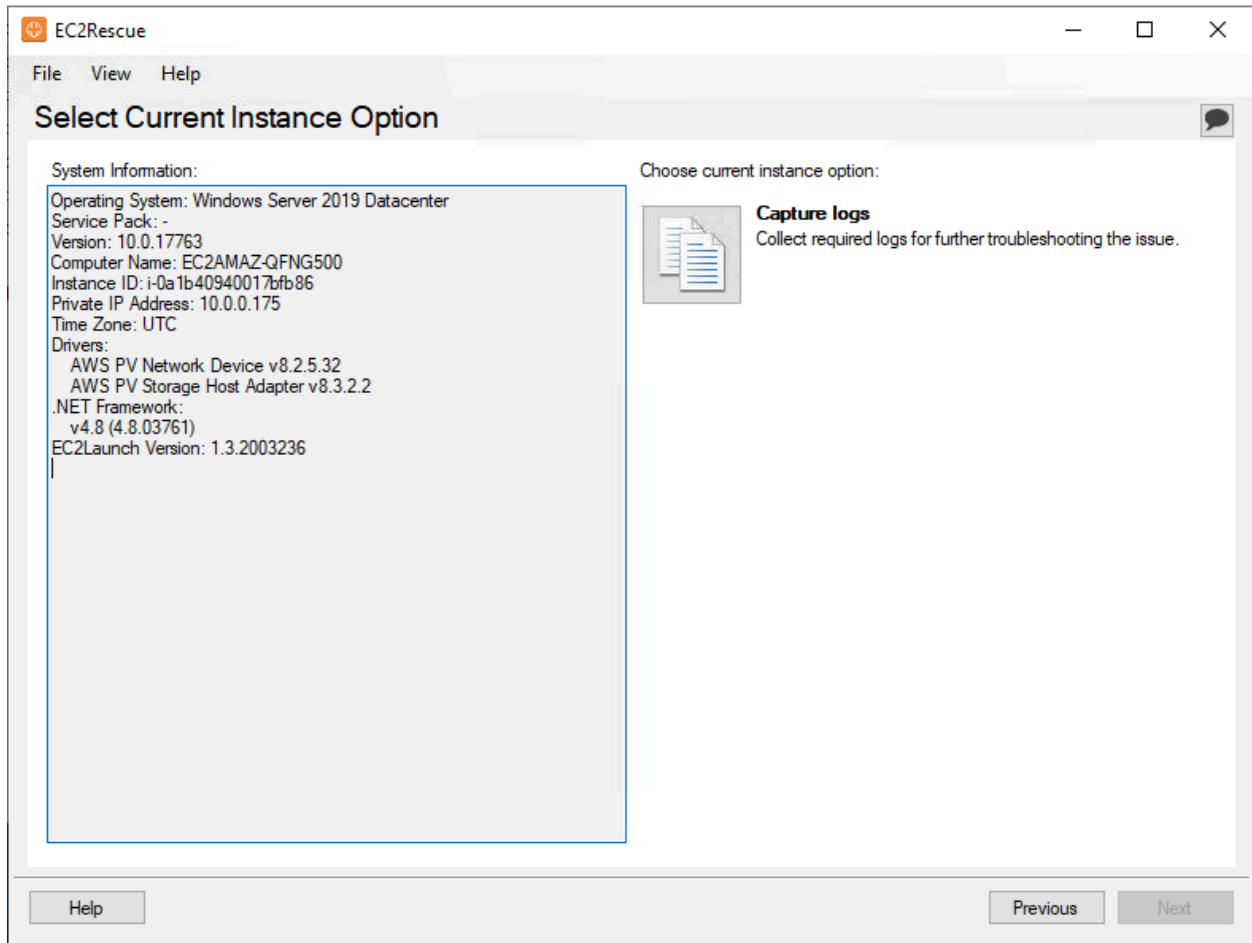 EC2Rescue
File View Help
Select Current Instance Option
System Information:
Operating System: Windows Server 2019 Datacenter
Service Pack: -
Version: 10.0.17763
Computer Name: EC2AMAZ-QFNG500
Instance ID: i-0a1b40940017bfb86
Private IP Address: 10.0.0.175
Time Zone: UTC
Drivers:
AWS PV Network Device v8.2.5.32
AWS PV Storage Host Adapter v8.3.2.2
.NET Framework:
v4.8 (4.8.03761)
EC2Launch Version: 1.3.2003236
Choose current instance option:
Capture logs
Collect required logs for further troubleshooting the issue.
Help
Previous
Next